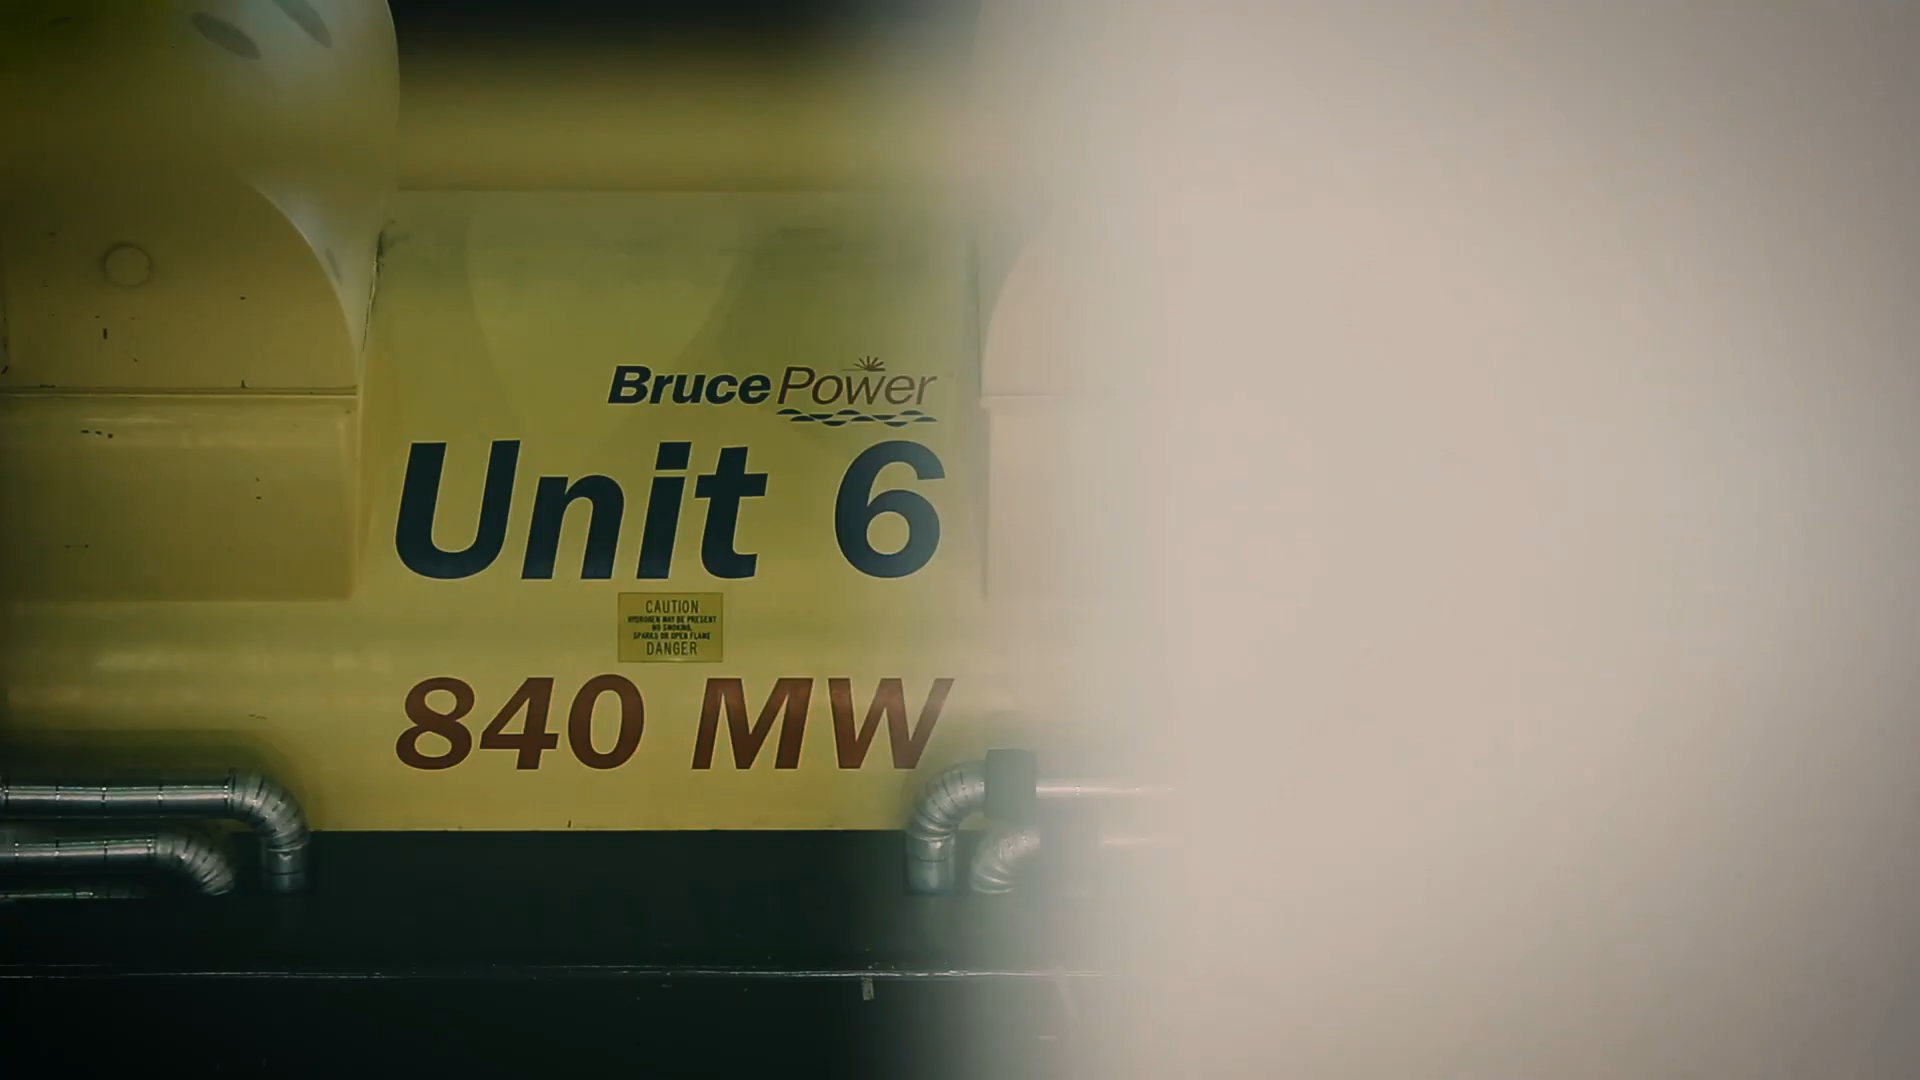 Bruce Power
Unit 6
CAUTION
HYDROGEN MAY BE PRESENT
NO SMOKING,
SPARKS OR OPEN FLAME
DANGER
840 MW